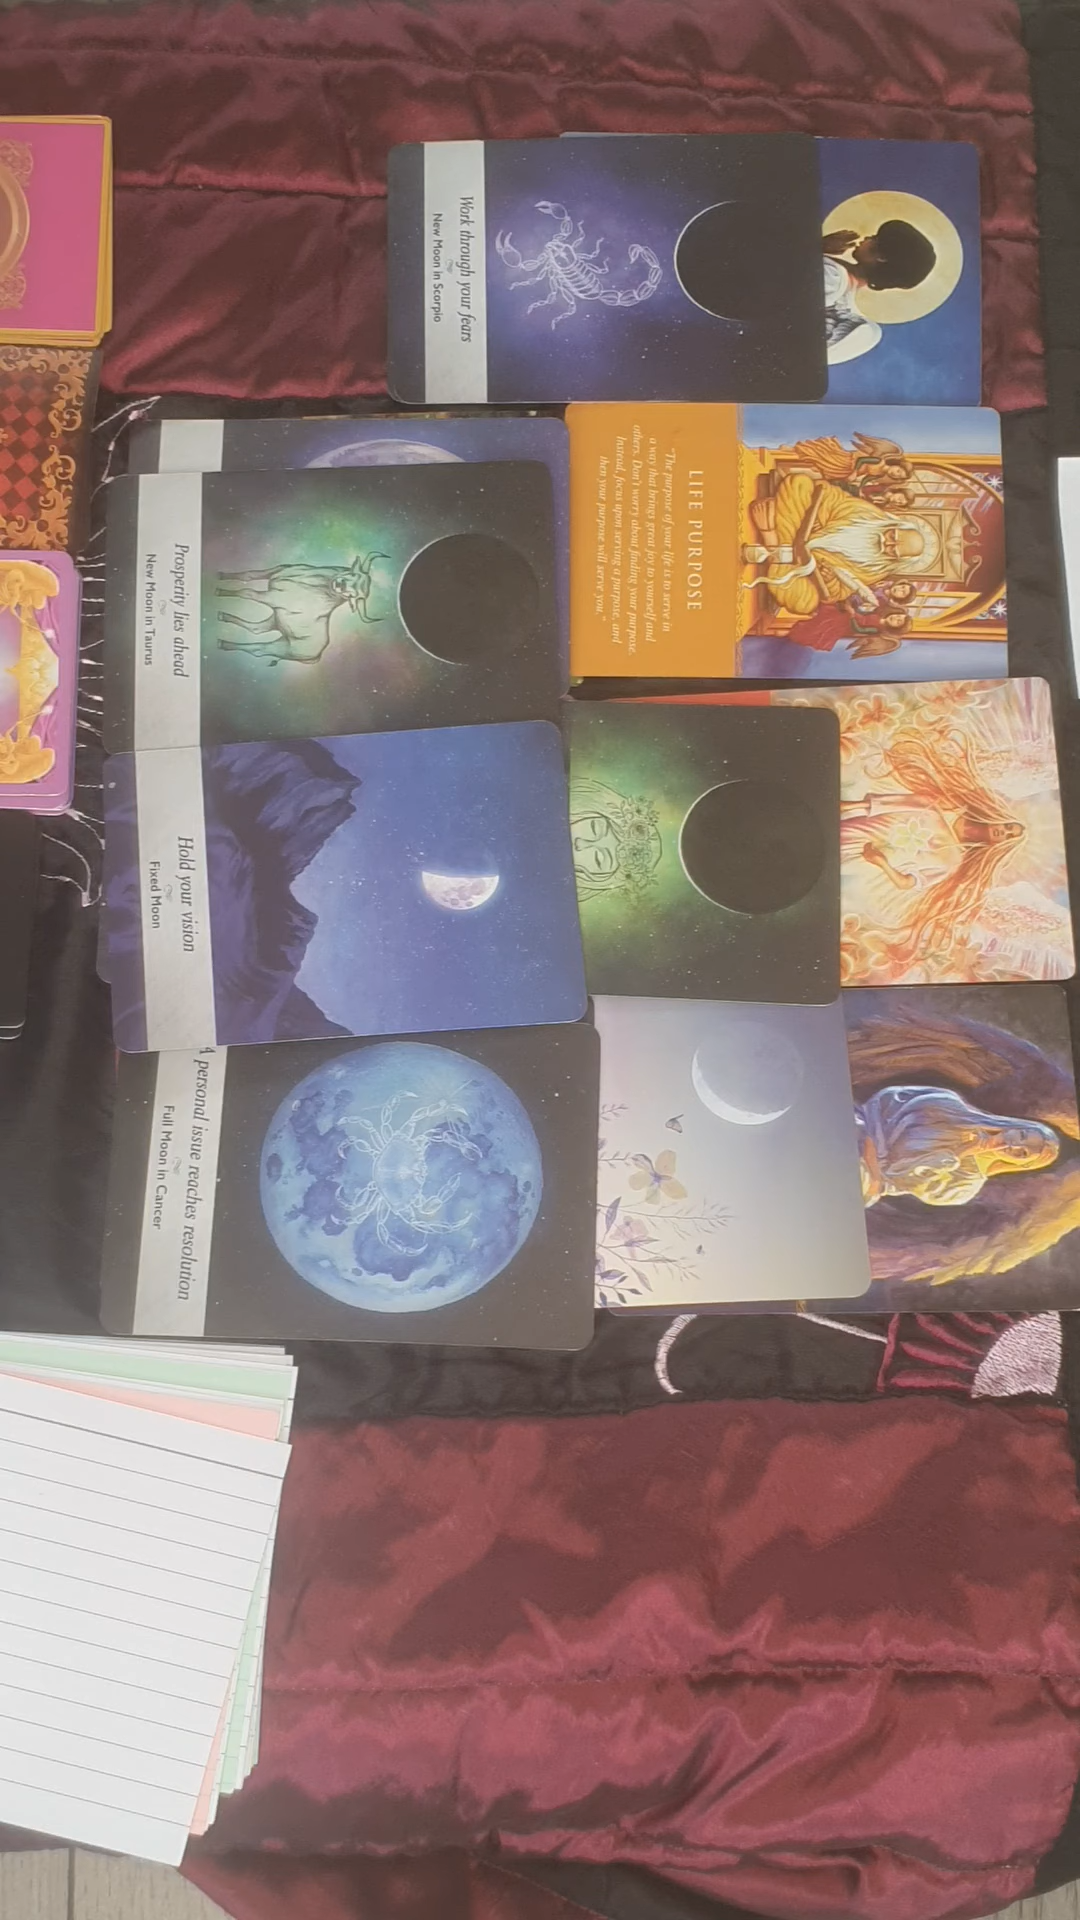 Work through your fears
New Moon in Scorpio
LIFE PURPOSE
"The purpose of your life is to serve in
a way that brings great joy to yourself and
others. Don't worry about finding your purpose.
Instead, focus upon serving a purpose, and
then your purpose will serve you."
Prosperity lies ahead
New Moon in Taurus
Hold your vision
Fixed Moon
A personal issue reaches resolution
Full Moon in Cancer